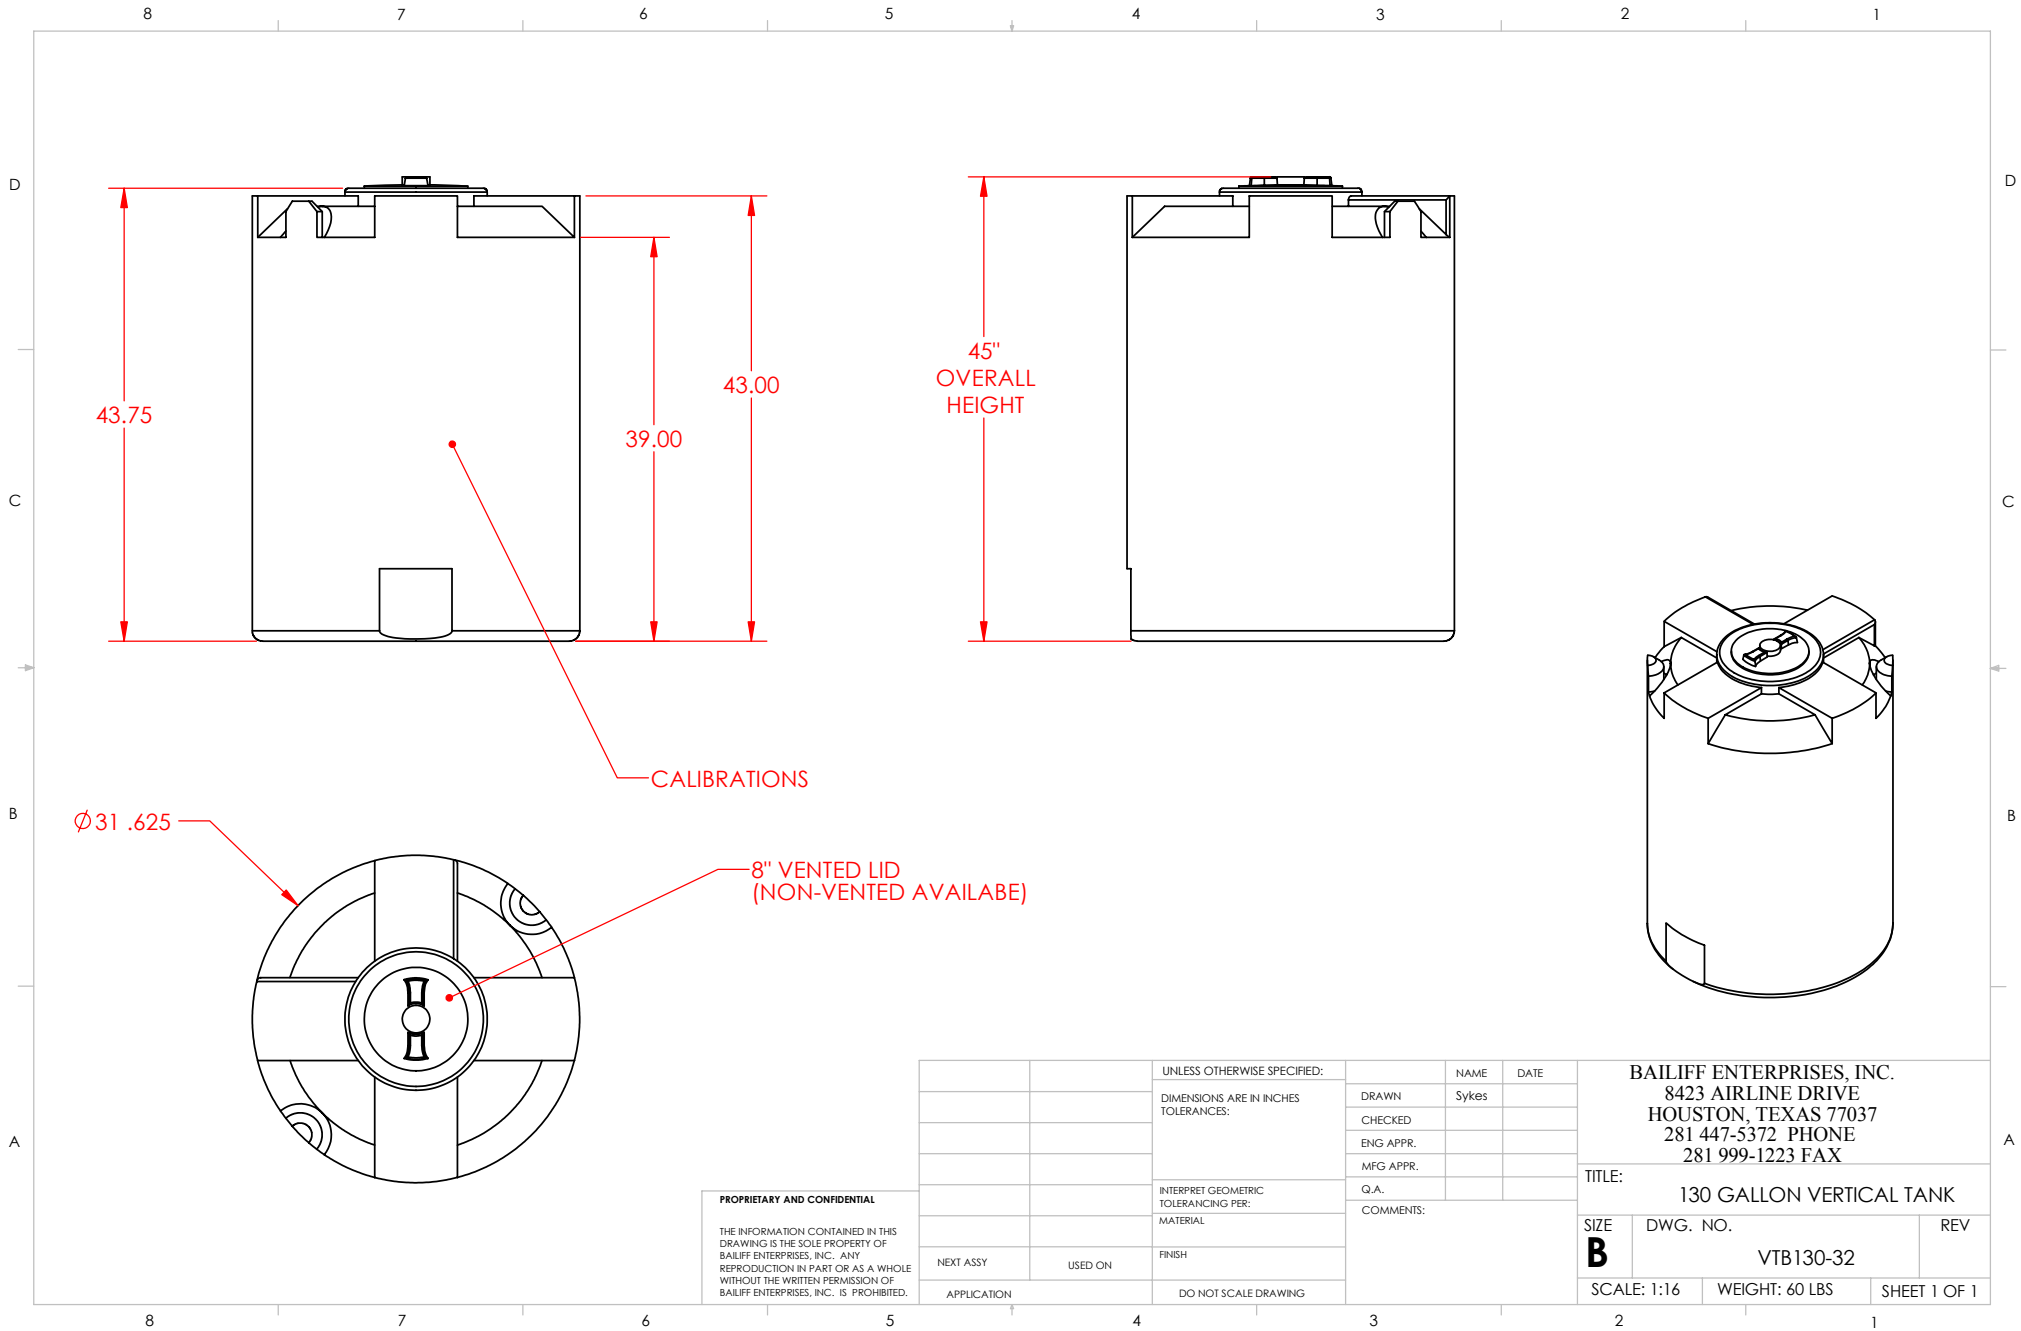 8 7 6 5 4 3 2 1
D D
45"
OVERALL
HEIGHT
43.00
43.75
39.00
C C
CALIBRATIONS
B B
Ø31 .625
8" VENTED LID
(NON-VENTED AVAILABE)
A A
PROPRIETARY AND CONFIDENTIAL
THE INFORMATION CONTAINED IN THIS
DRAWING IS THE SOLE PROPERTY OF
BAILIFF ENTERPRISES, INC. ANY
REPRODUCTION IN PART OR AS A WHOLE
WITHOUT THE WRITTEN PERMISSION OF
BAILIFF ENTERPRISES, INC. IS PROHIBITED.
NEXT ASSY
USED ON
APPLICATION
UNLESS OTHERWISE SPECIFIED:
DIMENSIONS ARE IN INCHES
TOLERANCES:
INTERPRET GEOMETRIC
TOLERANCING PER:
MATERIAL
FINISH
DO NOT SCALE DRAWING
NAME DATE
DRAWN Sykes
CHECKED
ENG APPR.
MFG APPR.
Q.A.
COMMENTS:
BAILIFF ENTERPRISES, INC.
8423 AIRLINE DRIVE
HOUSTON, TEXAS 77037
281 447-5372 PHONE
281 999-1223 FAX
TITLE:
130 GALLON VERTICAL TANK
SIZE DWG. NO. REV
B VTB130-32
SCALE: 1:16 WEIGHT: 60 LBS SHEET 1 OF 1
8 7 6 5 4 3 2 1